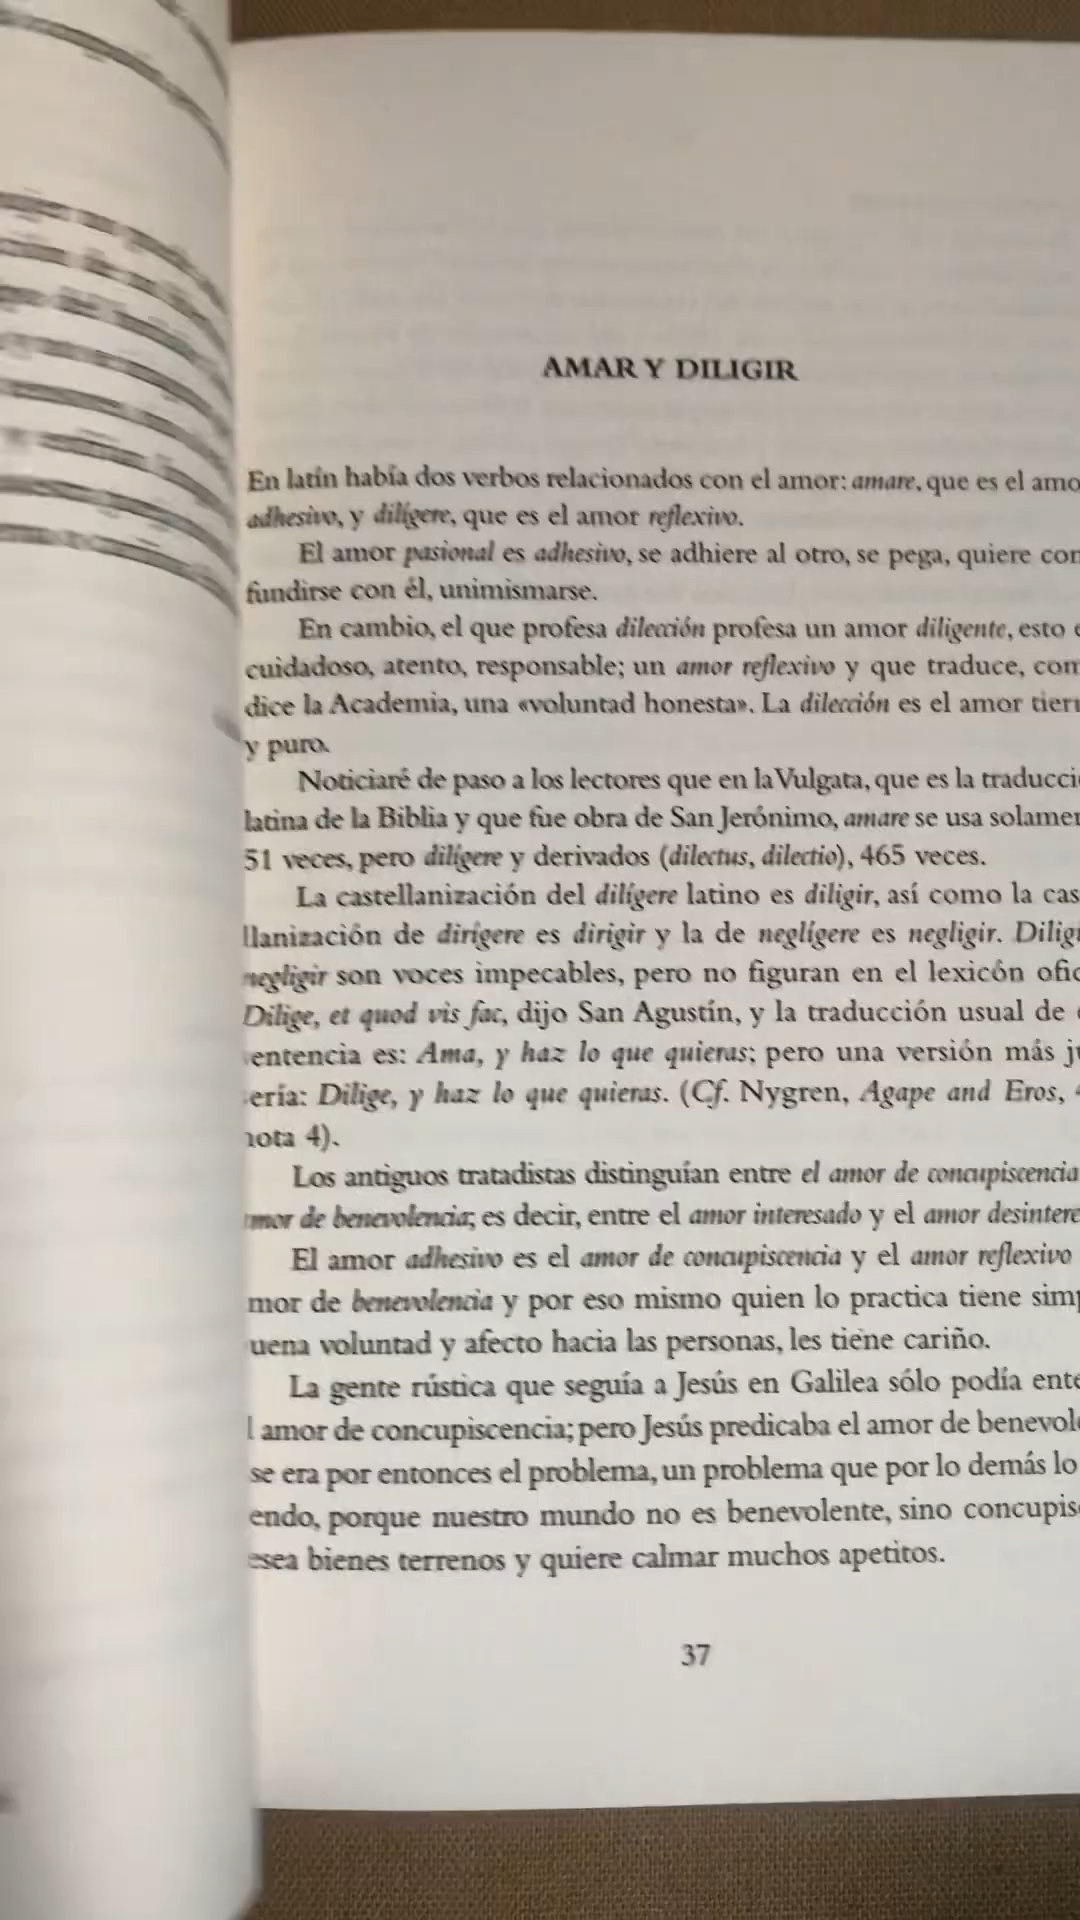 AMAR Y DILIGIR
En latín había dos verbos relacionados con el amor: amare, que es el amo
adhesivo, y dilígere, que es el amor reflexivo.
El amor pasional es adhesivo, se adhiere al otro, se pega, quiere con
fundirse con él, unimismarse.
En cambio, el que profesa dilección profesa un amor diligente, esto e
cuidadoso, atento, responsable; un amor reflexivo y que traduce, com
dice la Academia, una «voluntad honesta». La dilección es el amor tiern
y puro.
Noticiaré de paso a los lectores que en la Vulgata, que es la traducció
latina de la Biblia y que fue obra de San Jerónimo, amare se usa solamen
51 veces, pero dilígere y derivados (dilectus, dilectio), 465 veces.
La castellanización del dilígere latino es diligir, así como la cas
llanización de dirígere es dirigir y la de neglígere es negligir. Diligi
negligir son voces impecables, pero no figuran en el lexicón ofic
Dilige, et quod vis fac, dijo San Agustín, y la traducción usual de
entencia es: Ama, y haz lo que quieras; pero una versión más ju
ería: Dilige, y haz lo que quieras. (Cf. Nygren, Agape and Eros,
nota 4).
Los antiguos tratadistas distinguían entre el amor de concupiscencia
amor de benevolencia; es decir, entre el amor interesado y el amor desintere
El amor adhesivo es el amor de concupiscencia y el amor reflexivo
mor de benevolencia y por eso mismo quien lo practica tiene simp
uena voluntad y afecto hacia las personas, les tiene cariño.
La gente rústica que seguía a Jesús en Galilea sólo podía ente
l amor de concupiscencia; pero Jesús predicaba el amor de benevole
se era por entonces el problema, un problema que por lo demás lo
endo, porque nuestro mundo no es benevolente, sino concupisc
esea bienes terrenos y quiere calmar muchos apetitos.
37